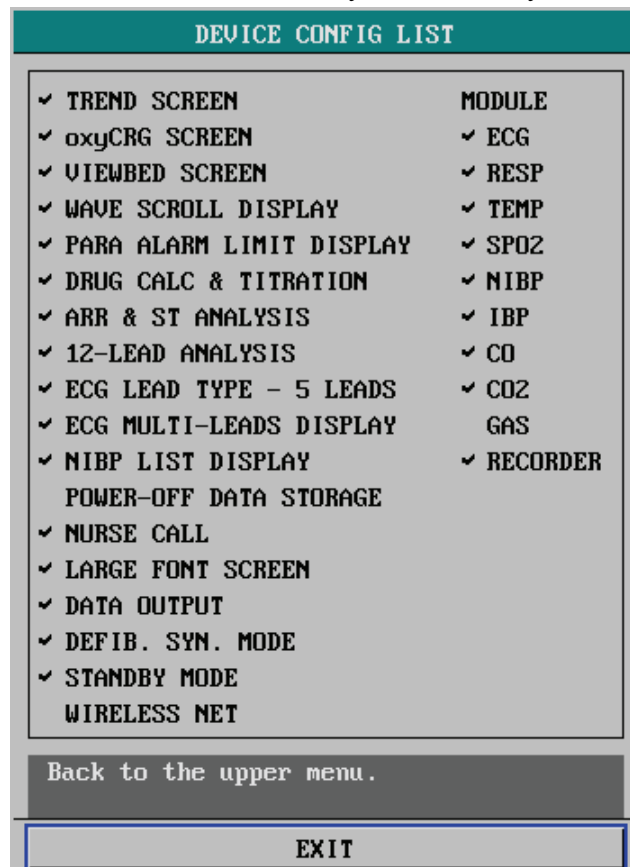 DEVICE CONFIG LIST
✓ TREND SCREEN MODULE
✓ oxyCRG SCREEN ✓ ECG
✓ VIEWBED SCREEN ✓ RESP
✓ WAVE SCROLL DISPLAY ✓ TEMP
✓ PARA ALARM LIMIT DISPLAY ✓ SPO2
✓ DRUG CALC & TITRATION ✓ NIBP
✓ ARR & ST ANALYSIS ✓ IBP
✓ 12-LEAD ANALYSIS ✓ CO
✓ ECG LEAD TYPE - 5 LEADS ✓ CO2
✓ ECG MULTI-LEADS DISPLAY GAS
✓ NIBP LIST DISPLAY ✓ RECORDER
POWER-OFF DATA STORAGE
✓ NURSE CALL
✓ LARGE FONT SCREEN
✓ DATA OUTPUT
✓ DEFIB. SYN. MODE
✓ STANDBY MODE
WIRELESS NET
Back to the upper menu.
EXIT